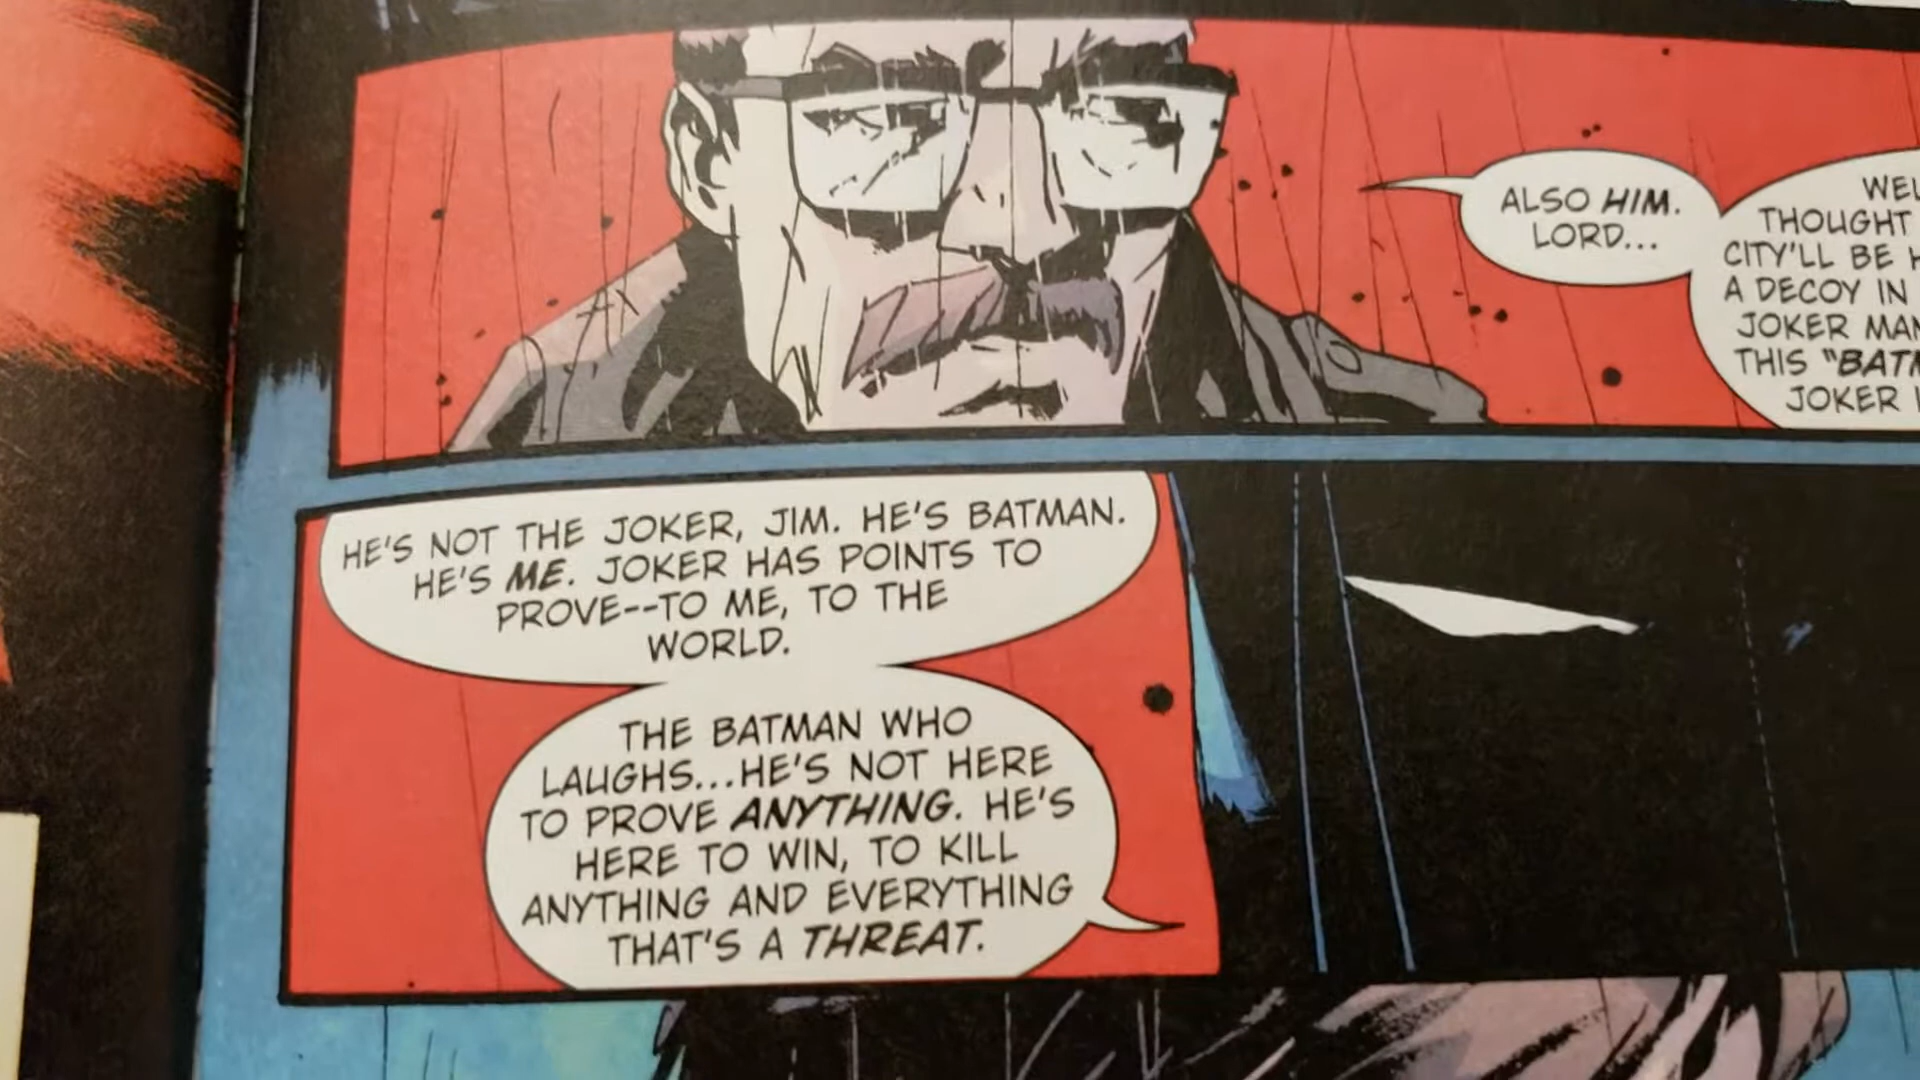 ALSO HIM.
LORD...
THOUGHT
CITY'LL BE
A DECOY IN
JOKER
THIS
JOKER
HE'S NOT THE JOKER, JIM. HE'S BATMAN.
HE'S ME. JOKER HAS POINTS TO
PROVE--TO ME, TO THE
WORLD.
THE BATMAN WHO
LAUGHS...HE'S NOT HERE
TO PROVE ANYTHING. HE'S
HERE TO WIN, TO KILL
ANYTHING AND EVERYTHING
THAT'S A THREAT.